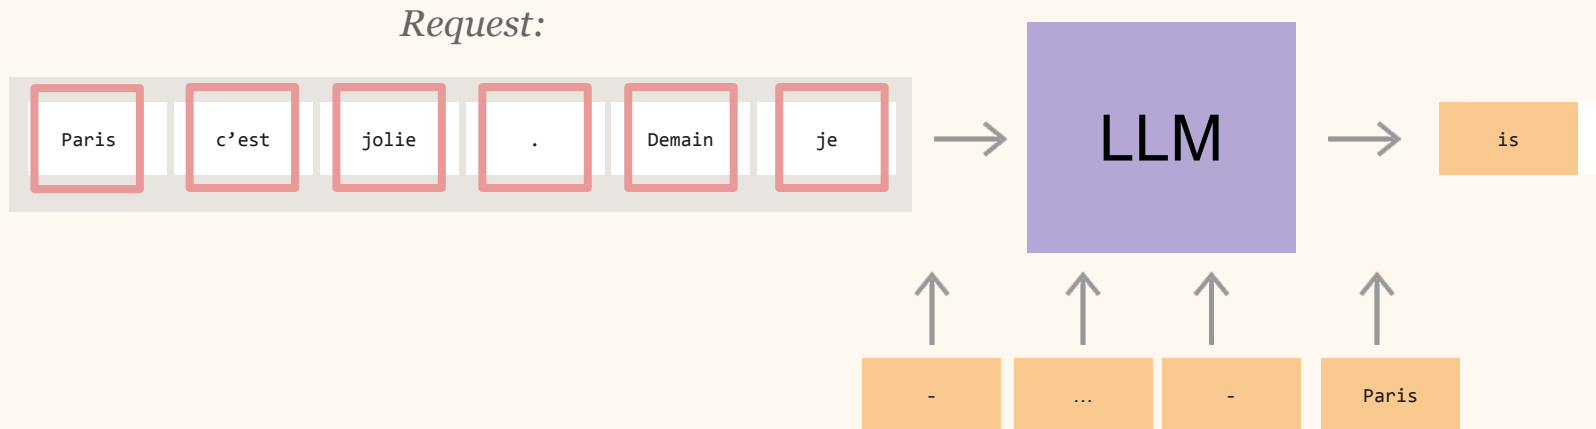 Request:
Paris c’est jolie . Demain je
LLM
is
- … - Paris